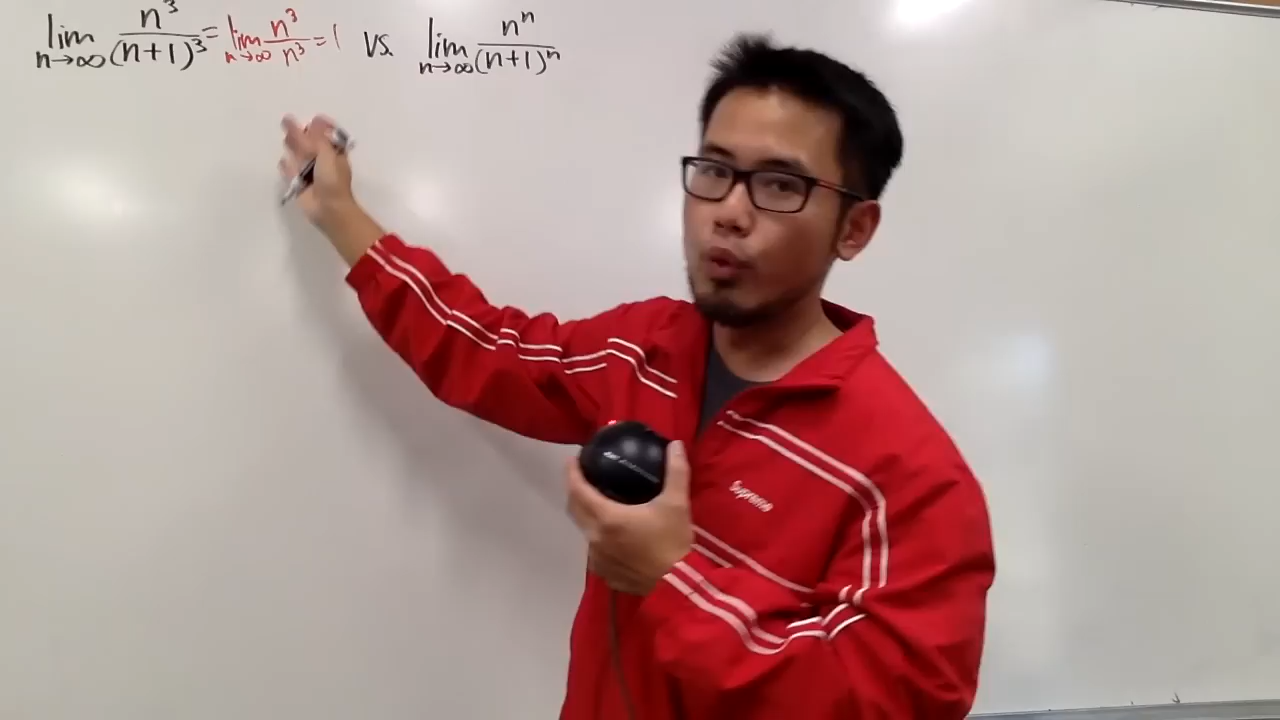 lim n→∞ n³/(n+1)³ = lim n→∞ n³/n³ = 1 vs. lim n→∞ nⁿ/(n+1)ⁿ
Supreme